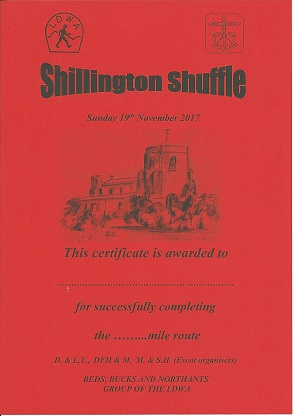 LDWA
Shillington Shuffle
Sunday 19th November 2017
This certificate is awarded to
……………………………………………..
for successfully completing
the ………mile route
D. & L.Y., DFH & M, M. & S.H. (Event organisers)
BEDS, BUCKS AND NORTHANTS
GROUP OF THE LDWA